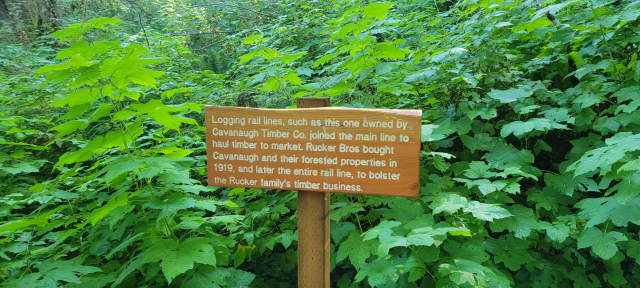 Logging rail lines, such as this one owned by
Cavanaugh Timber Co. joined the main line to
haul timber to market. Rucker Bros bought
Cavanaugh and their forested properties in
1919, and later the entire rail line, to bolster
the Rucker family's timber business.